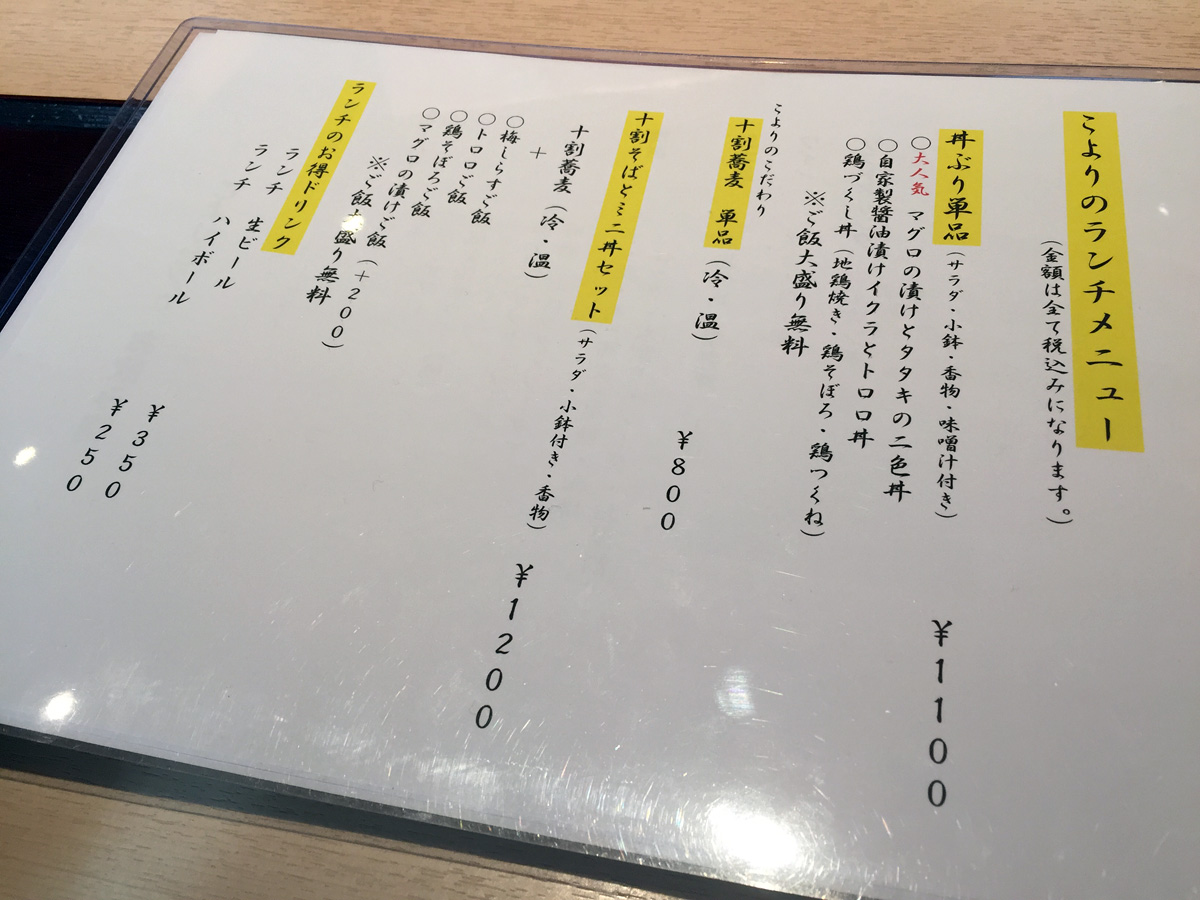 こよりのランチメニュー
(金額は全て税込みになります。)
丼ぶり単品(サラダ・小鉢・香物・味噌汁付き) ¥1100
○大人気 マグロの漬けとタタキの二色丼
○自家製醤油漬けイクラとトロロ丼
○鶏づくし丼(地鶏焼き・鶏そぼろ・鶏つくね)
※ご飯大盛り無料
こよりのこだわり
十割蕎麦 単品(冷・温) ¥800
十割そばとミニ丼セット(サラダ・小鉢付き・香物) ¥1200
十割蕎麦(冷・温)
+
○梅しらすご飯
○トロロご飯
○鶏そぼろご飯
○マグロの漬けご飯(+200)
※ご飯大盛り無料
ランチのお得ドリンク
ランチ 生ビール ¥350
ランチ ハイボール ¥250